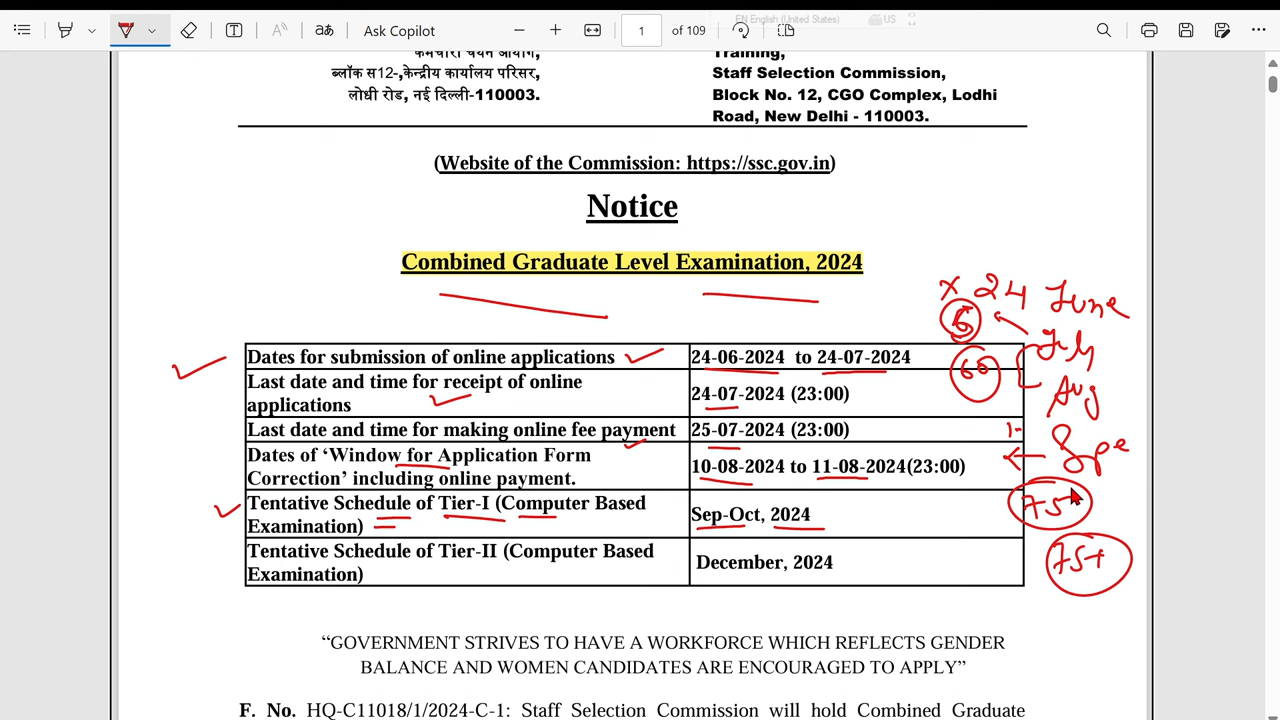 Ask Copilot
1 of 109
EN English (United States) US
कर्मचारी चयन आयोग,
ब्लॉक स12-,केन्द्रीय कार्यालय परिसर,
लोधी रोड, नई दिल्ली-110003.
Training,
Staff Selection Commission,
Block No. 12, CGO Complex, Lodhi
Road, New Delhi - 110003.
(Website of the Commission: https://ssc.gov.in)
Notice
Combined Graduate Level Examination, 2024
x 24 June
6
July
60
Aug
Spe
75
75+
Dates for submission of online applications 24-06-2024 to 24-07-2024
Last date and time for receipt of online
applications 24-07-2024 (23:00)
Last date and time for making online fee payment 25-07-2024 (23:00)
Dates of ‘Window for Application Form
Correction’ including online payment. 10-08-2024 to 11-08-2024(23:00)
Tentative Schedule of Tier-I (Computer Based
Examination) Sep-Oct, 2024
Tentative Schedule of Tier-II (Computer Based
Examination) December, 2024
“GOVERNMENT STRIVES TO HAVE A WORKFORCE WHICH REFLECTS GENDER
BALANCE AND WOMEN CANDIDATES ARE ENCOURAGED TO APPLY”
F. No. HQ-C11018/1/2024-C-1: Staff Selection Commission will hold Combined Graduate